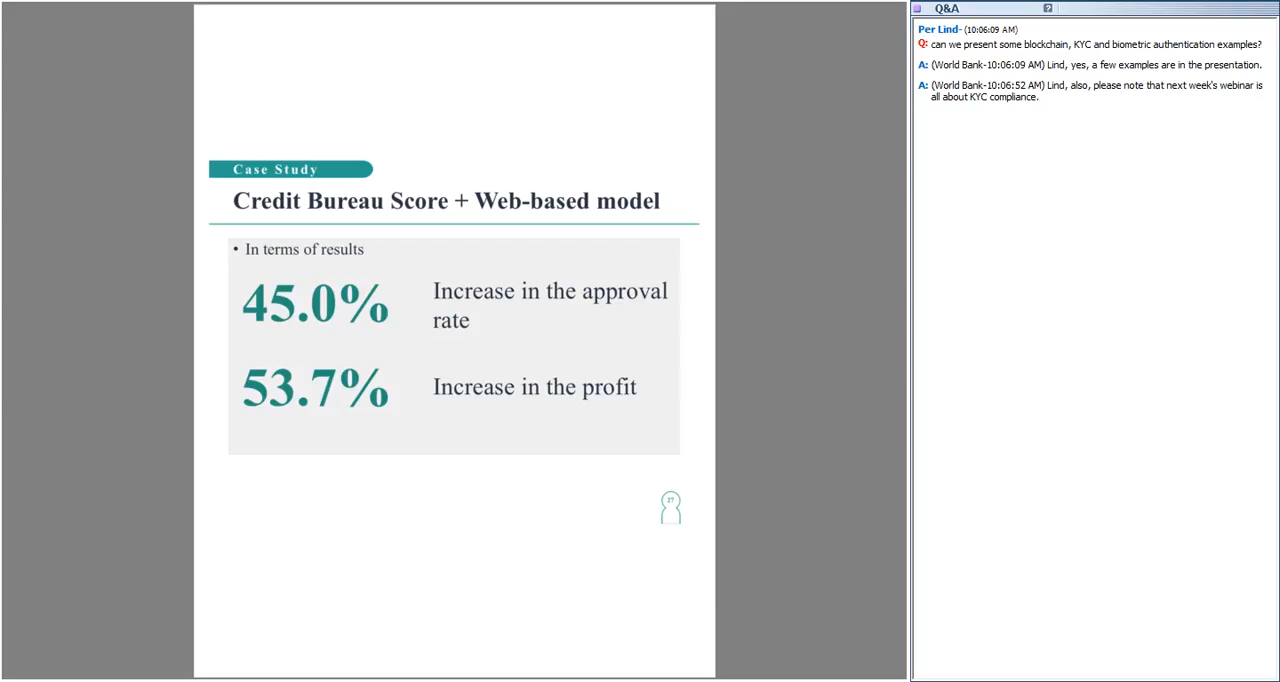 Case Study
Credit Bureau Score + Web-based model
• In terms of results
45.0%
Increase in the approval
rate
53.7%
Increase in the profit
27
Q&A
Per Lind- (10:06:09 AM)
Q: can we present some blockchain, KYC and biometric authentication examples?
A: (World Bank-10:06:09 AM) Lind, yes, a few examples are in the presentation.
A: (World Bank-10:06:52 AM) Lind, also, please note that next week's webinar is
all about KYC compliance.